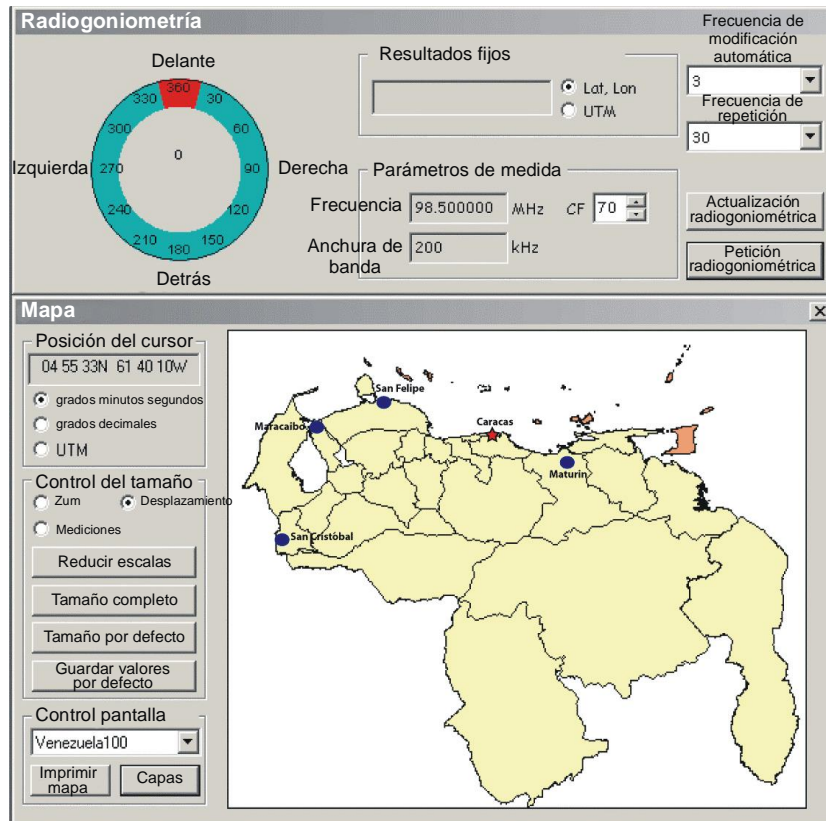 Radiogoniometría
Delante
360
30
60
90
120
150
180
210
240
270
300
330
0
Izquierda
Derecha
Detrás
Resultados fijos
Lat, Lon
UTM
Frecuencia de
modificación
automática
3
Frecuencia de
repetición
30
Parámetros de medida
Frecuencia 98.500000 MHz CF 70
Anchura de
banda
200 kHz
Actualización
radiogoniométrica
Petición
radiogoniométrica
Mapa
Posición del cursor
04 55 33N 61 40 10W
grados minutos segundos
grados decimales
UTM
Control del tamaño
Zum Desplazamiento
Mediciones
Reducir escalas
Tamaño completo
Tamaño por defecto
Guardar valores
por defecto
Control pantalla
Venezuela100
Imprimir
mapa
Capas
San Felipe
Maracaibo
Caracas
Maturin
San Cristóbal